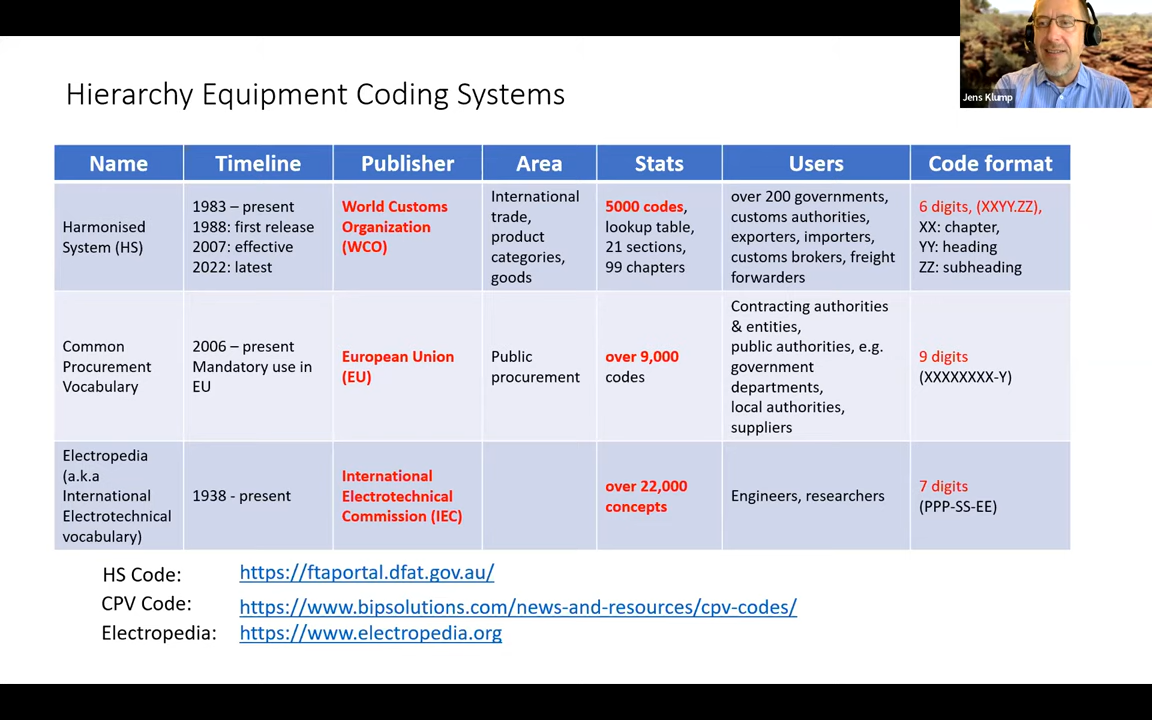 Jens Klump
Hierarchy Equipment Coding Systems
Name
Timeline
Publisher
Area
Stats
Users
Code format
Harmonised
System (HS)
1983 – present
1988: first release
2007: effective
2022: latest
World Customs
Organization
(WCO)
International
trade,
product
categories,
goods
5000 codes,
lookup table,
21 sections,
99 chapters
over 200 governments,
customs authorities,
exporters, importers,
customs brokers, freight
forwarders
6 digits, (XXYY.ZZ),
XX: chapter,
YY: heading
ZZ: subheading
Common
Procurement
Vocabulary
2006 – present
Mandatory use in
EU
European Union
(EU)
Public
procurement
over 9,000
codes
Contracting authorities
& entities,
public authorities, e.g.
government
departments,
local authorities,
suppliers
9 digits
(XXXXXXXX-Y)
Electropedia
(a.k.a
International
Electrotechnical
vocabulary)
1938 - present
International
Electrotechnical
Commission (IEC)
over 22,000
concepts
Engineers, researchers
7 digits
(PPP-SS-EE)
HS Code: https://ftaportal.dfat.gov.au/
CPV Code: https://www.bipsolutions.com/news-and-resources/cpv-codes/
Electropedia: https://www.electropedia.org